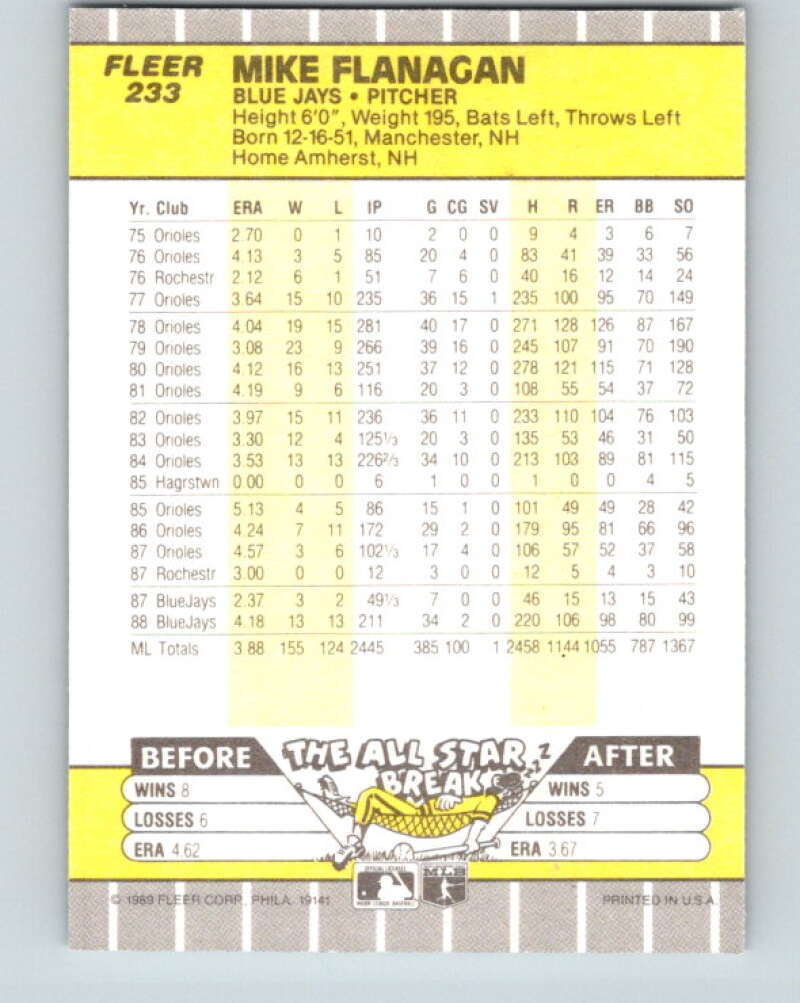 FLEER
233
MIKE FLANAGAN
BLUE JAYS • PITCHER
Height 6'0", Weight 195, Bats Left, Throws Left
Born 12-16-51, Manchester, NH
Home Amherst, NH
Yr. Club ERA W L IP G CG SV H R ER BB SO
75 Orioles 2.70 0 1 10 2 0 0 9 4 3 6 7
76 Orioles 4.13 3 5 85 20 4 0 83 41 39 33 56
76 Rochestr 2.12 6 1 51 7 6 0 40 16 12 14 24
77 Orioles 3.64 15 10 235 36 15 1 235 100 95 70 149
78 Orioles 4.04 19 15 281 40 17 0 271 128 126 87 167
79 Orioles 3.08 23 9 266 39 16 0 245 107 91 70 190
80 Orioles 4.12 16 13 251 37 12 0 278 121 115 71 128
81 Orioles 4.19 9 6 116 20 3 0 108 55 54 37 72
82 Orioles 3.97 15 11 236 36 11 0 233 110 104 76 103
83 Orioles 3.30 12 4 125⅓ 20 3 0 135 53 46 31 50
84 Orioles 3.53 13 13 226⅔ 34 10 0 213 103 89 81 115
85 Hagrstwn 0.00 0 0 6 1 0 0 1 0 0 4 5
85 Orioles 5.13 4 5 86 15 1 0 101 49 49 28 42
86 Orioles 4.24 7 11 172 29 2 0 179 95 81 66 96
87 Orioles 4.57 3 6 102⅓ 17 4 0 106 57 52 37 58
87 Rochestr 3.00 0 0 12 3 0 0 12 5 4 3 10
87 BlueJays 2.37 3 2 49⅓ 7 0 0 46 15 13 15 43
88 BlueJays 4.18 13 13 211 34 2 0 220 106 98 80 99
ML Totals 3.88 155 124 2445 385 100 1 2458 1144 1055 787 1367
BEFORE THE ALL STAR BREAK AFTER
ZZZ
WINS 8 WINS 5
LOSSES 6 LOSSES 7
ERA 4.62 ERA 3.67
MLB
© 1989 FLEER CORP., PHILA. 19141 PRINTED IN U.S.A.